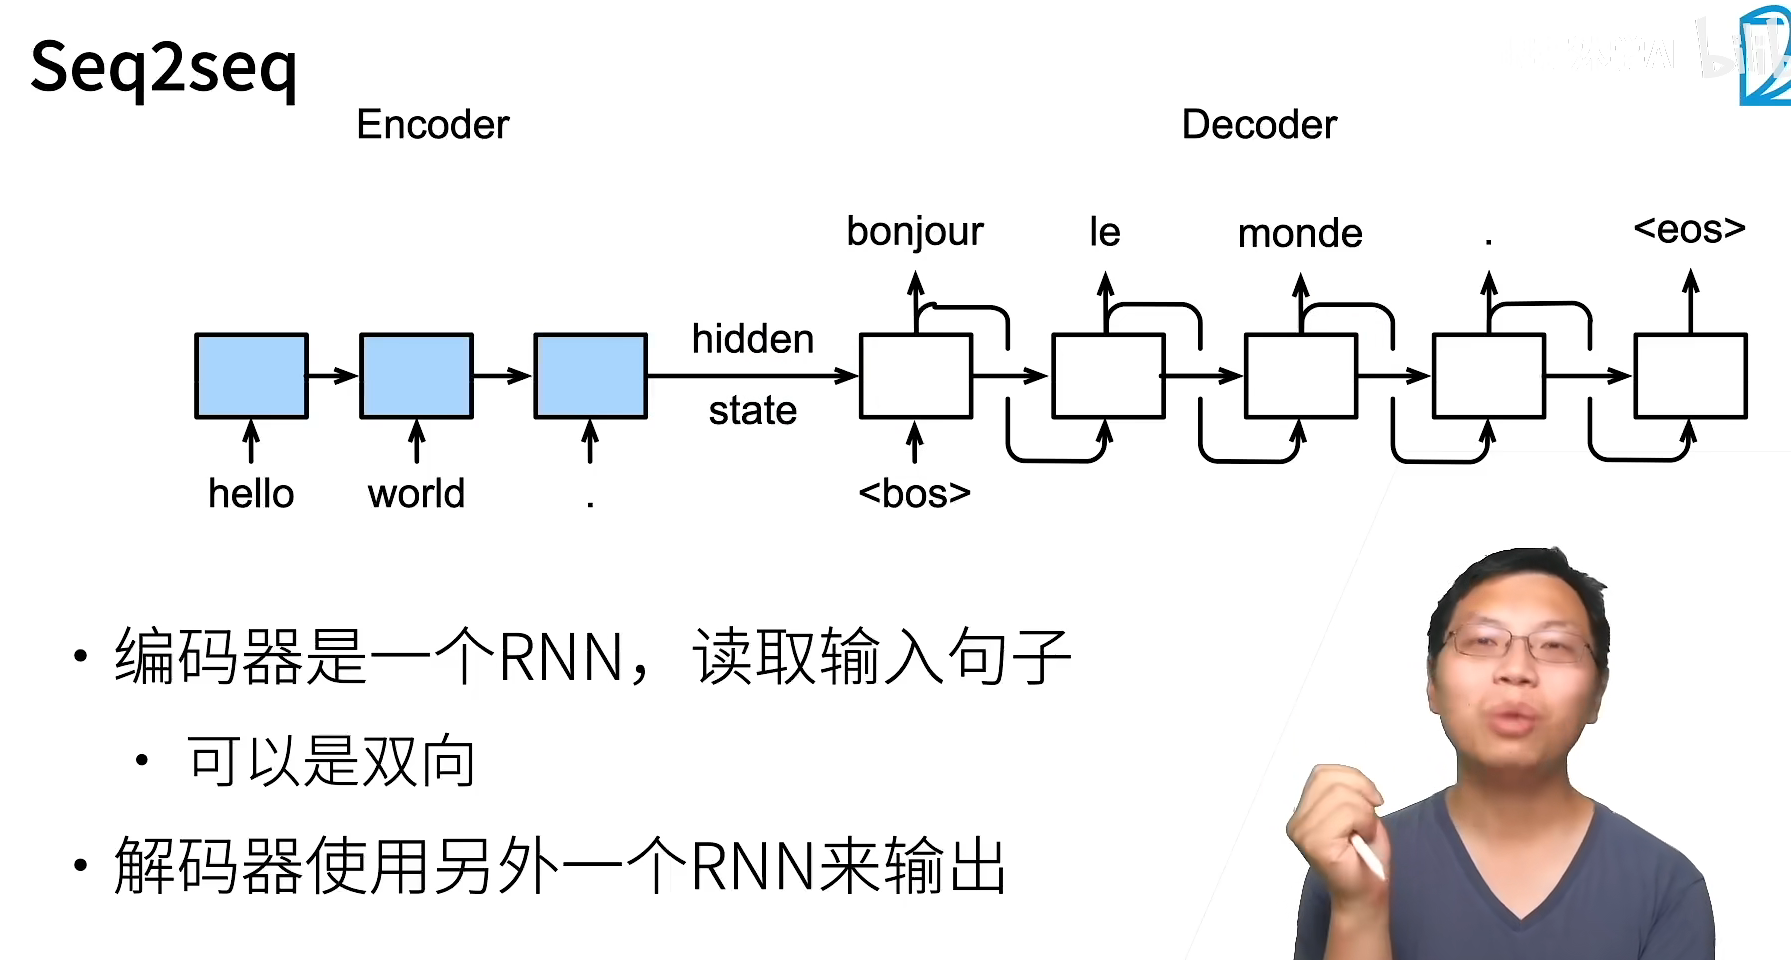 Seq2seq
Encoder
Decoder
bonjour le monde . <eos>
hidden
state
hello world . <bos>
• 编码器是一个RNN，读取输入句子
• 可以是双向
• 解码器使用另外一个RNN来输出